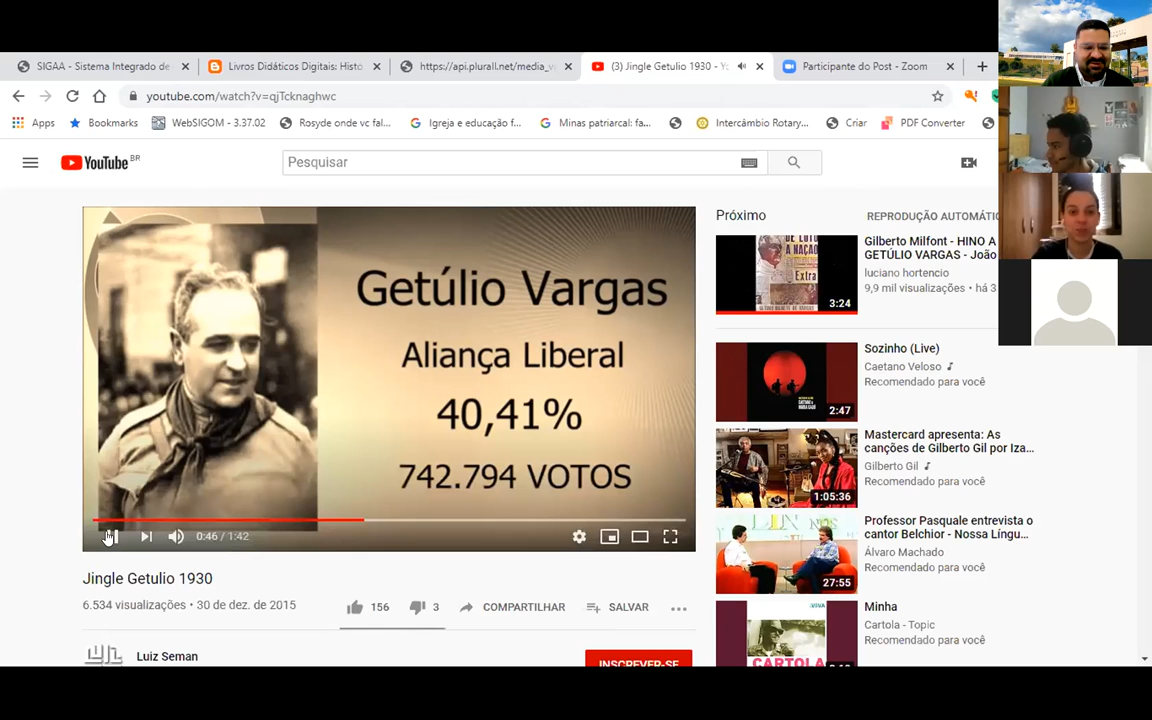 SIGAA - Sistema Integrado de
Livros Didáticos Digitais: Histó
https://api.plurall.net/media_v
(3) Jingle Getulio 1930 - Yo
Participante do Post - Zoom
youtube.com/watch?v=qjTcknaghwc
Apps
Bookmarks
WebSIGOM - 3.37.02
Rosyde onde vc fal...
Igreja e educação f...
Minas patriarcal: fa...
Intercâmbio Rotary...
Criar
PDF Converter
YouTube BR
Pesquisar
Getúlio Vargas
Aliança Liberal
40,41%
742.794 VOTOS
0:46 / 1:42
Jingle Getulio 1930
6.534 visualizações • 30 de dez. de 2015
156
3
COMPARTILHAR
SALVAR
Luiz Seman
INSCREVER-SE
Próximo
REPRODUÇÃO AUTOMÁTIC
DE LUTO
A NAÇÃO
Extra
3:24
Gilberto Milfont - HINO A
GETÚLIO VARGAS - João
luciano hortencio
9,9 mil visualizações • há 3
2:47
Sozinho (Live)
Caetano Veloso
Recomendado para você
1:05:36
Mastercard apresenta: As
canções de Gilberto Gil por Iza...
Gilberto Gil
Recomendado para você
27:55
Professor Pasquale entrevista o
cantor Belchior - Nossa Língu...
Álvaro Machado
Recomendado para você
VIVA
CARTOLA
Minha
Cartola - Topic
Recomendado para você